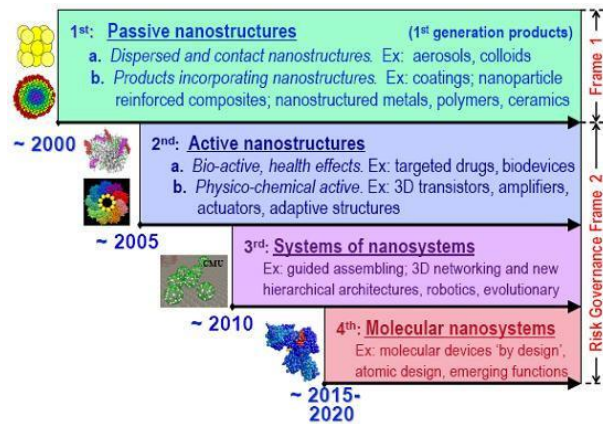 1st: Passive nanostructures (1st generation products)
a. Dispersed and contact nanostructures. Ex: aerosols, colloids
b. Products incorporating nanostructures. Ex: coatings; nanoparticle
reinforced composites; nanostructured metals, polymers, ceramics
~ 2000
2nd: Active nanostructures
a. Bio-active, health effects. Ex: targeted drugs, biodevices
b. Physico-chemical active. Ex: 3D transistors, amplifiers,
actuators, adaptive structures
~ 2005
CMU
3rd: Systems of nanosystems
Ex: guided assembling; 3D networking and new
hierarchical architectures, robotics, evolutionary
~ 2010
4th: Molecular nanosystems
Ex: molecular devices 'by design',
atomic design, emerging functions
~ 2015-
2020
Frame 1
Risk Governance Frame 2